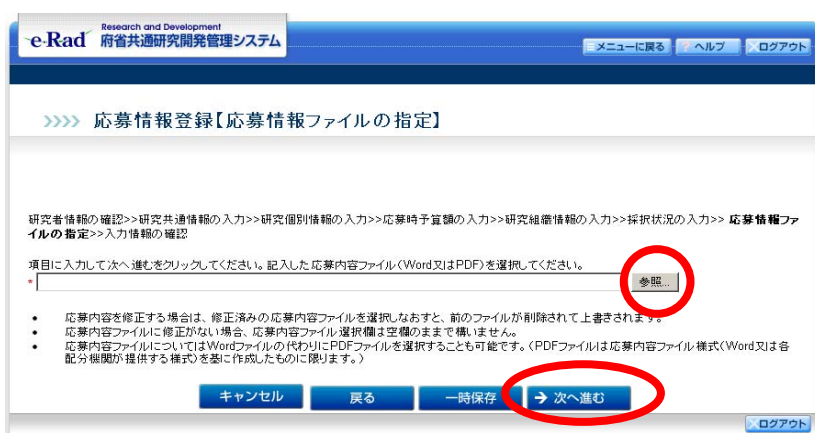 e-Rad
Research and Development
府省共通研究開発管理システム
メニューに戻る
? ヘルプ
ログアウト
>>>> 応募情報登録【応募情報ファイルの指定】
研究者情報の確認>>研究共通情報の入力>>研究個別情報の入力>>応募時予算額の入力>>研究組織情報の入力>>採択状況の入力>> 応募情報ファ
イルの指定>>入力情報の確認
項目に入力して次へ進むをクリックしてください。記入した応募内容ファイル(Word又はPDF)を選択してください。
* 参照...
• 応募内容を修正する場合は、修正済みの応募内容ファイルを選択しなおすと、前のファイルが削除されて上書きされます。
• 応募内容ファイルに修正がない場合、応募内容ファイル選択欄は空欄のままで構いません。
• 応募内容ファイルについてはWordファイルの代わりにPDFファイルを選択することも可能です。(PDFファイルは応募内容ファイル様式(Word又は各
配分機関が提供する様式)を基に作成したものに限ります。)
キャンセル 戻る 一時保存 → 次へ進む
ログアウト